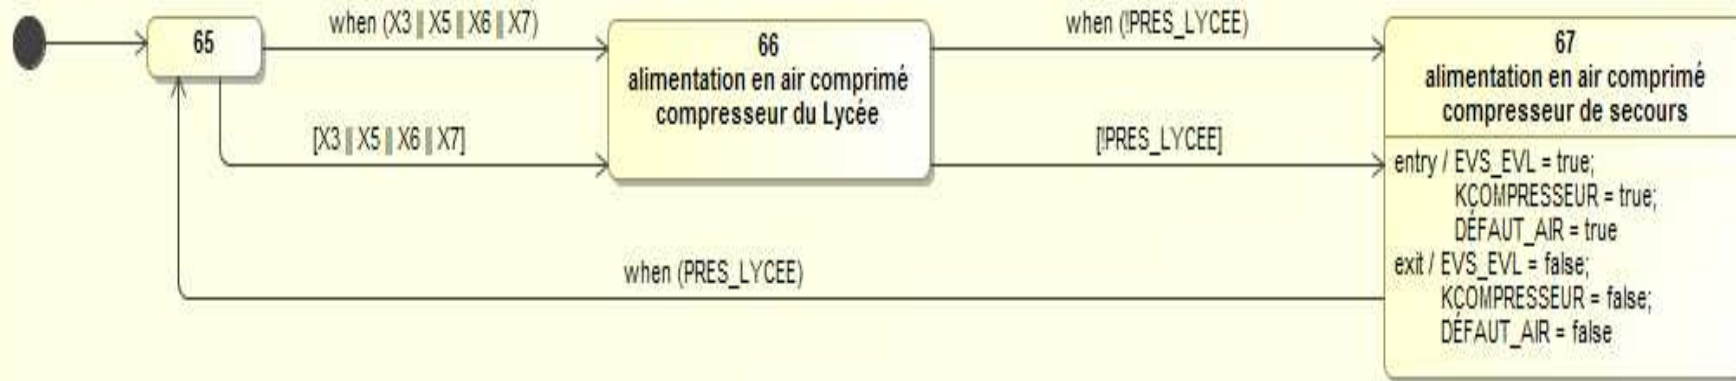 65
when (X3 || X5 || X6 || X7)
[X3 || X5 || X6 || X7]
66
alimentation en air comprimé
compresseur du Lycée
when (!PRES_LYCEE)
[!PRES_LYCEE]
67
alimentation en air comprimé
compresseur de secours
entry / EVS_EVL = true;
KCOMPRESSEUR = true;
DÉFAUT_AIR = true
exit / EVS_EVL = false;
KCOMPRESSEUR = false;
DÉFAUT_AIR = false
when (PRES_LYCEE)